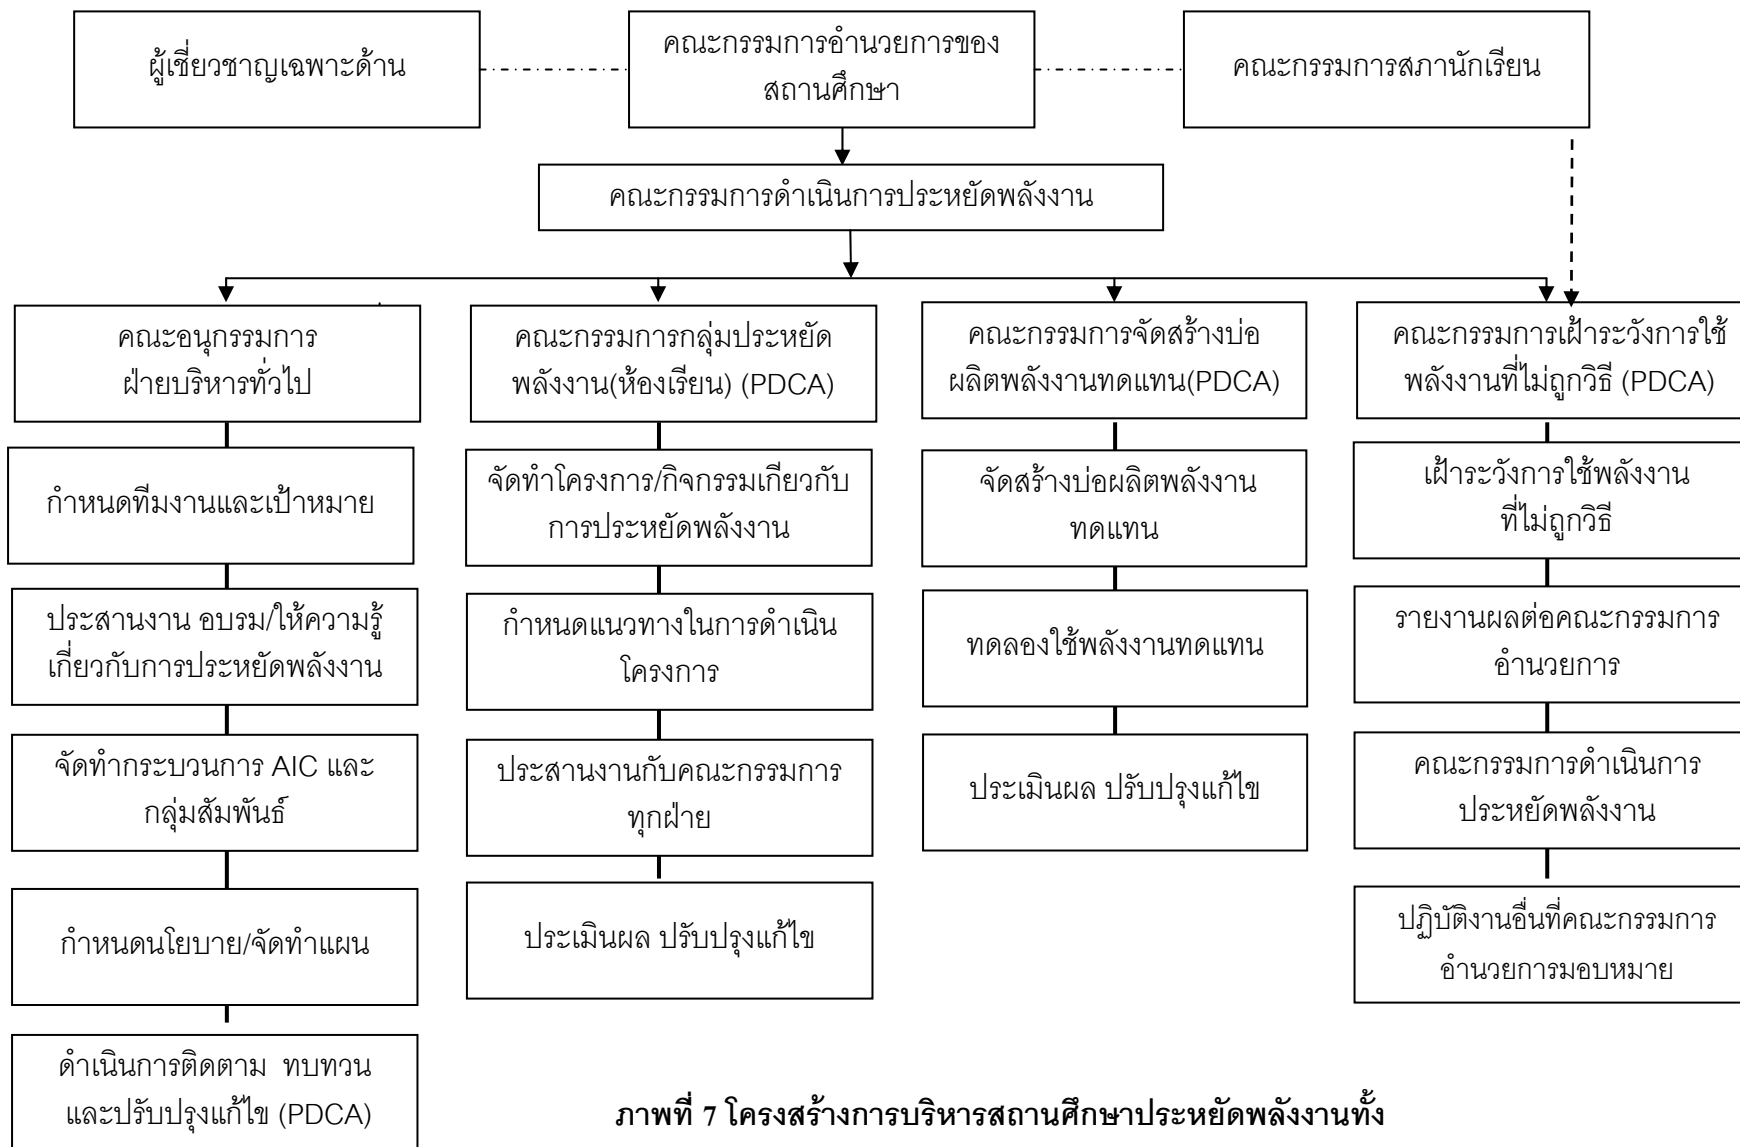 ผู้เชี่ยวชาญเฉพาะด้าน
คณะกรรมการอำนวยการของ
สถานศึกษา
คณะกรรมการสภานักเรียน
คณะกรรมการดำเนินการประหยัดพลังงาน
คณะอนุกรรมการ
ฝ่ายบริหารทั่วไป
กำหนดทีมงานและเป้าหมาย
ประสานงาน อบรม/ให้ความรู้
เกี่ยวกับการประหยัดพลังงาน
จัดทำกระบวนการ AIC และ
กลุ่มสัมพันธ์
กำหนดนโยบาย/จัดทำแผน
ดำเนินการติดตาม ทบทวน
และปรับปรุงแก้ไข (PDCA)
คณะกรรมการกลุ่มประหยัด
พลังงาน(ห้องเรียน) (PDCA)
จัดทำโครงการ/กิจกรรมเกี่ยวกับ
การประหยัดพลังงาน
กำหนดแนวทางในการดำเนิน
โครงการ
ประสานงานกับคณะกรรมการ
ทุกฝ่าย
ประเมินผล ปรับปรุงแก้ไข
คณะกรรมการจัดสร้างบ่อ
ผลิตพลังงานทดแทน(PDCA)
จัดสร้างบ่อผลิตพลังงาน
ทดแทน
ทดลองใช้พลังงานทดแทน
ประเมินผล ปรับปรุงแก้ไข
คณะกรรมการเฝ้าระวังการใช้
พลังงานที่ไม่ถูกวิธี (PDCA)
เฝ้าระวังการใช้พลังงาน
ที่ไม่ถูกวิธี
รายงานผลต่อคณะกรรมการ
อำนวยการ
คณะกรรมการดำเนินการ
ประหยัดพลังงาน
ปฏิบัติงานอื่นที่คณะกรรมการ
อำนวยการมอบหมาย
ภาพที่ 7 โครงสร้างการบริหารสถานศึกษาประหยัดพลังงานทั้ง